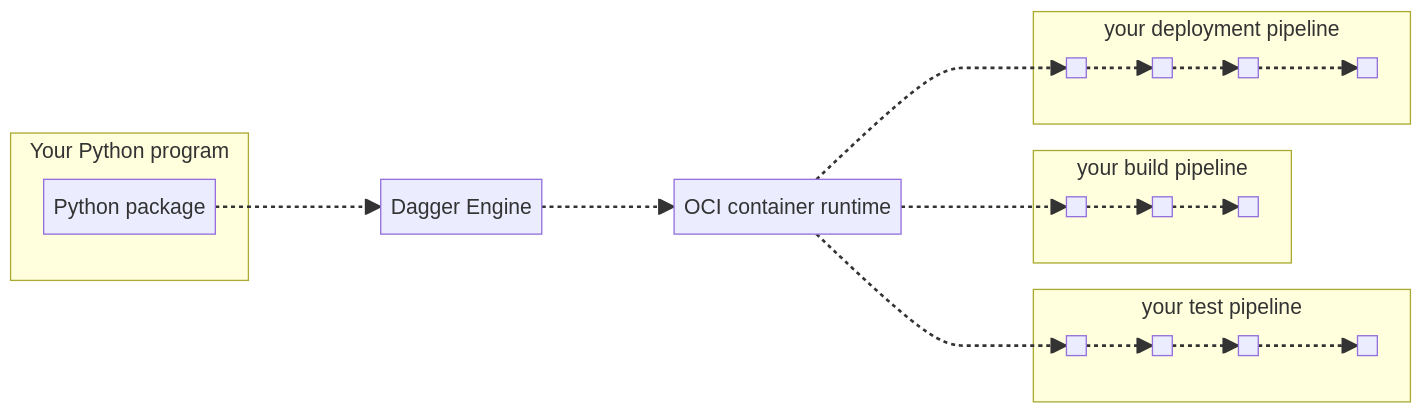 Your Python program
Python package
Dagger Engine
OCI container runtime
your deployment pipeline
your build pipeline
your test pipeline